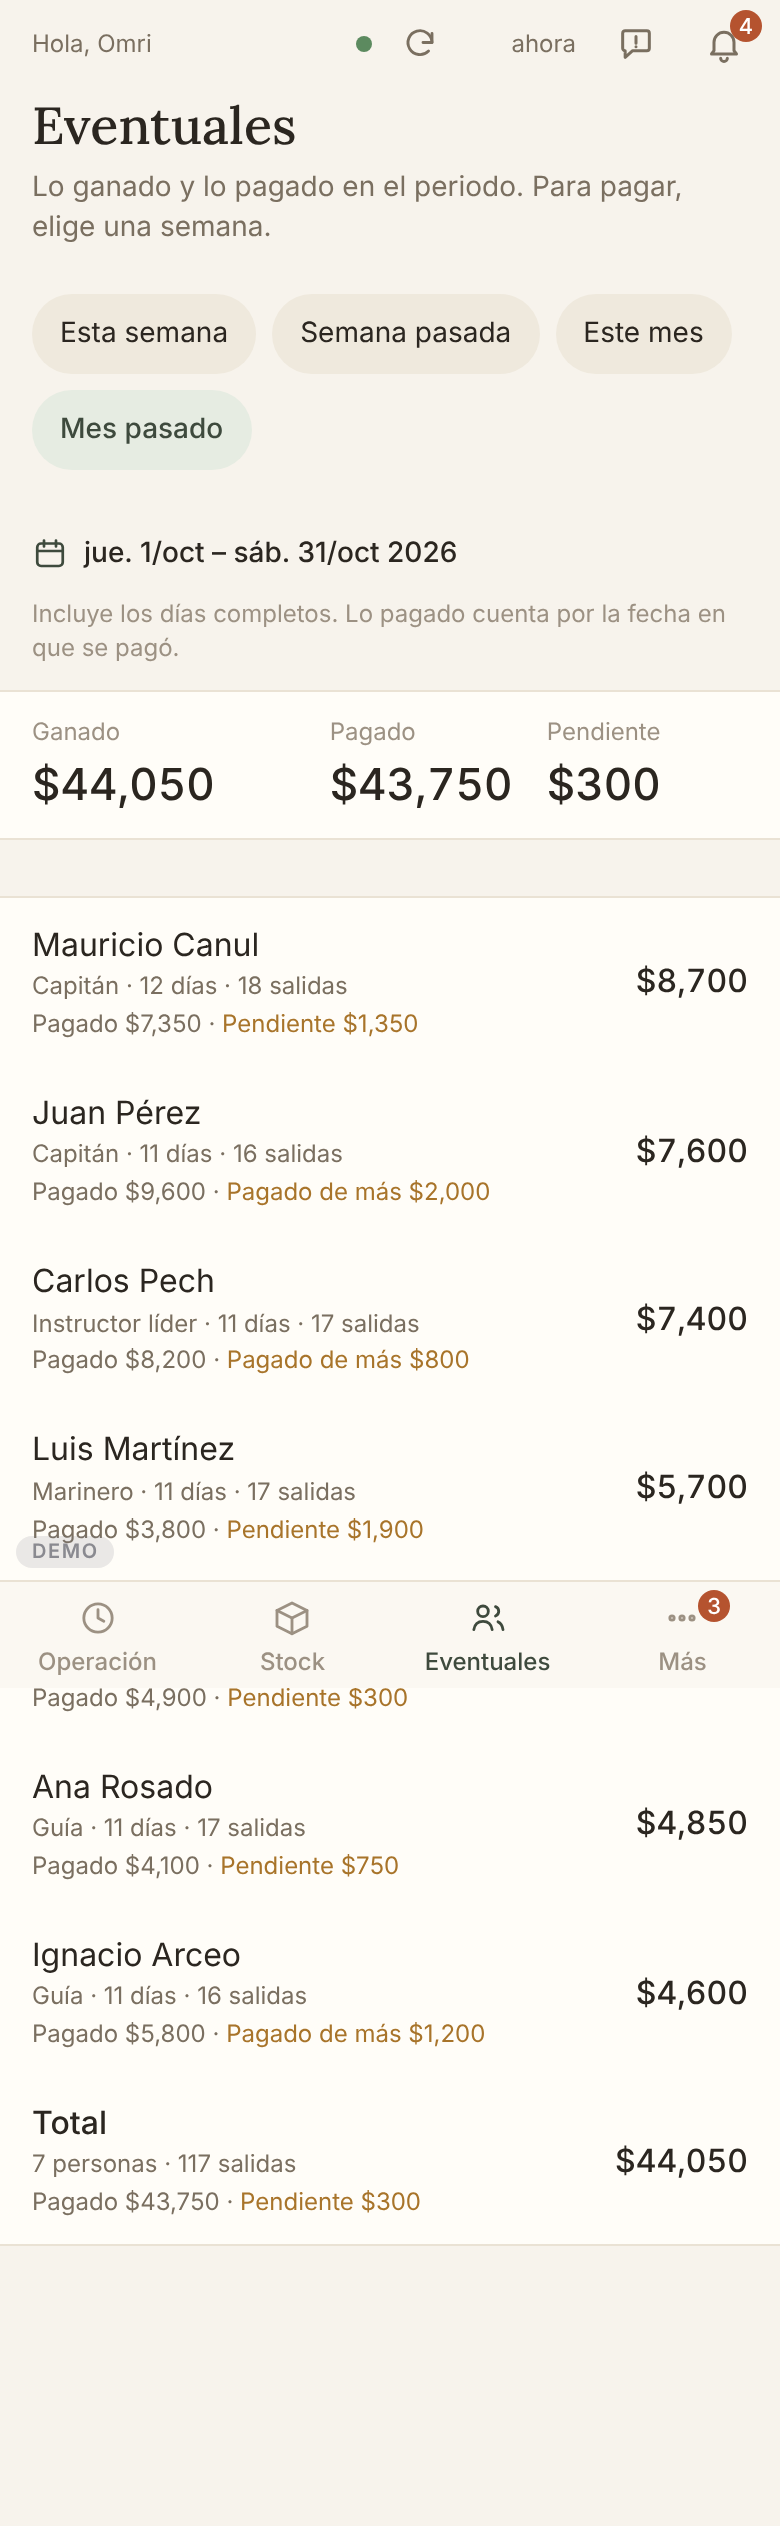 Hola, Omri
ahora
4
Eventuales
Lo ganado y lo pagado en el periodo. Para pagar,
elige una semana.
Esta semana
Semana pasada
Este mes
Mes pasado
jue. 1/oct – sáb. 31/oct 2026
Incluye los días completos. Lo pagado cuenta por la fecha en
que se pagó.
Ganado
Pagado
Pendiente
$44,050
$43,750
$300
Mauricio Canul
Capitán · 12 días · 18 salidas
$8,700
Pagado $7,350 · Pendiente $1,350
Juan Pérez
Capitán · 11 días · 16 salidas
$7,600
Pagado $9,600 · Pagado de más $2,000
Carlos Pech
Instructor líder · 11 días · 17 salidas
$7,400
Pagado $8,200 · Pagado de más $800
Luis Martínez
Marinero · 11 días · 17 salidas
$5,700
Pagado $3,800 · Pendiente $1,900
DEMO
Operación
Stock
Eventuales
3
Más
Pagado $4,900 · Pendiente $300
Ana Rosado
Guía · 11 días · 17 salidas
$4,850
Pagado $4,100 · Pendiente $750
Ignacio Arceo
Guía · 11 días · 16 salidas
$4,600
Pagado $5,800 · Pagado de más $1,200
Total
7 personas · 117 salidas
$44,050
Pagado $43,750 · Pendiente $300